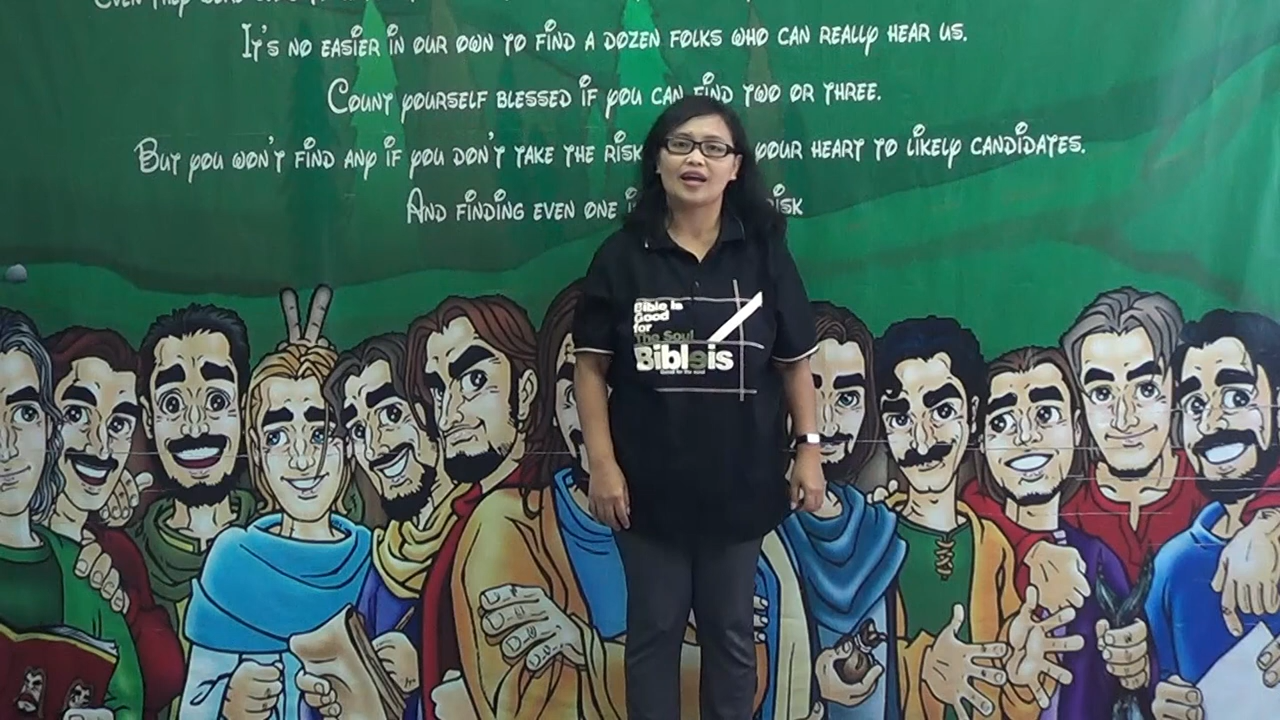 It's no easier in our own to find a dozen folks who can really hear us.
Count yourself blessed if you can find two or three.
But you won't find any if you don't take the risk your heart to likely candidates.
And finding even one risk
Bible is
Good
for
The Soul
Bible is